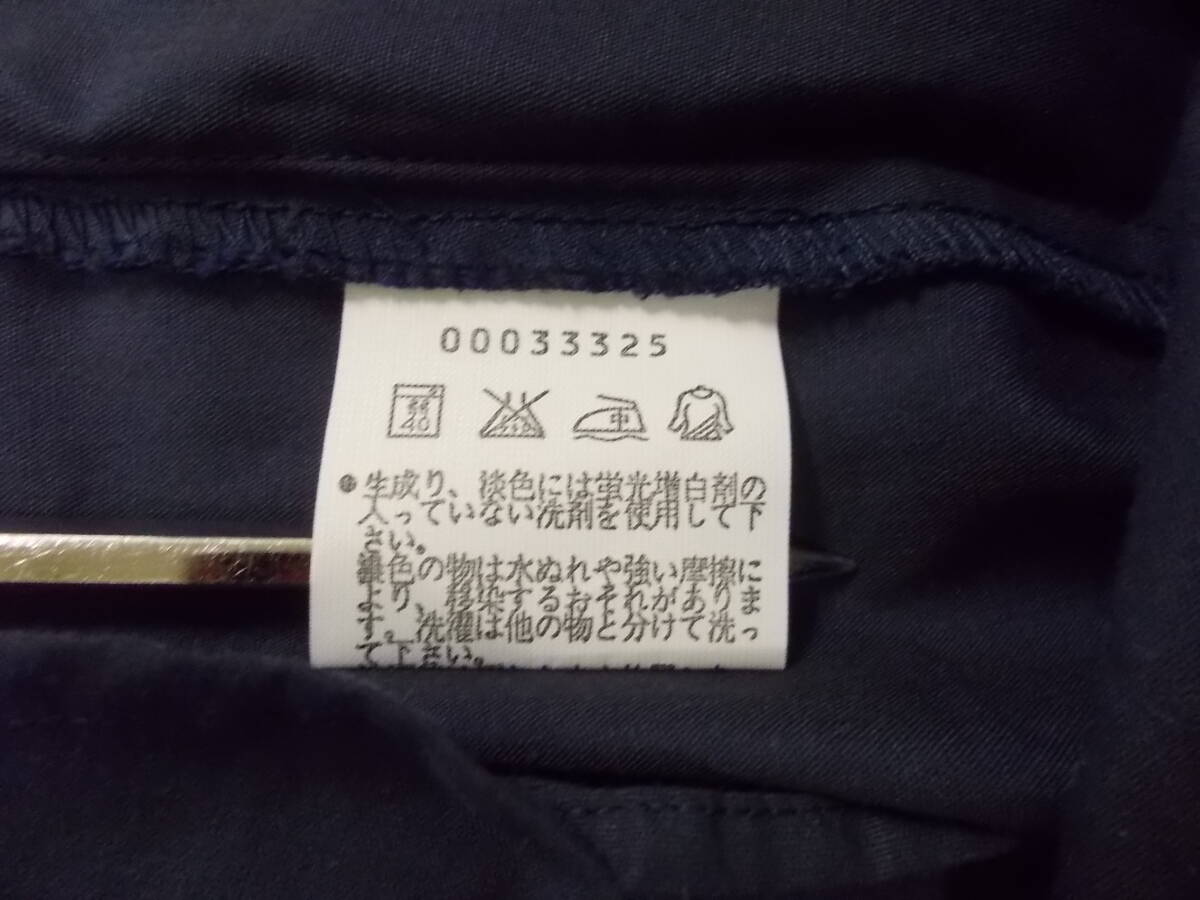 00033325
40
中
●生成り、淡色には蛍光増白剤の
入っていない洗剤を使用して下
さい。
濃色の物は水ぬれや強い摩擦に
より、移染するおそれがありま
す。洗濯は他の物と分けて洗っ
て下さい。